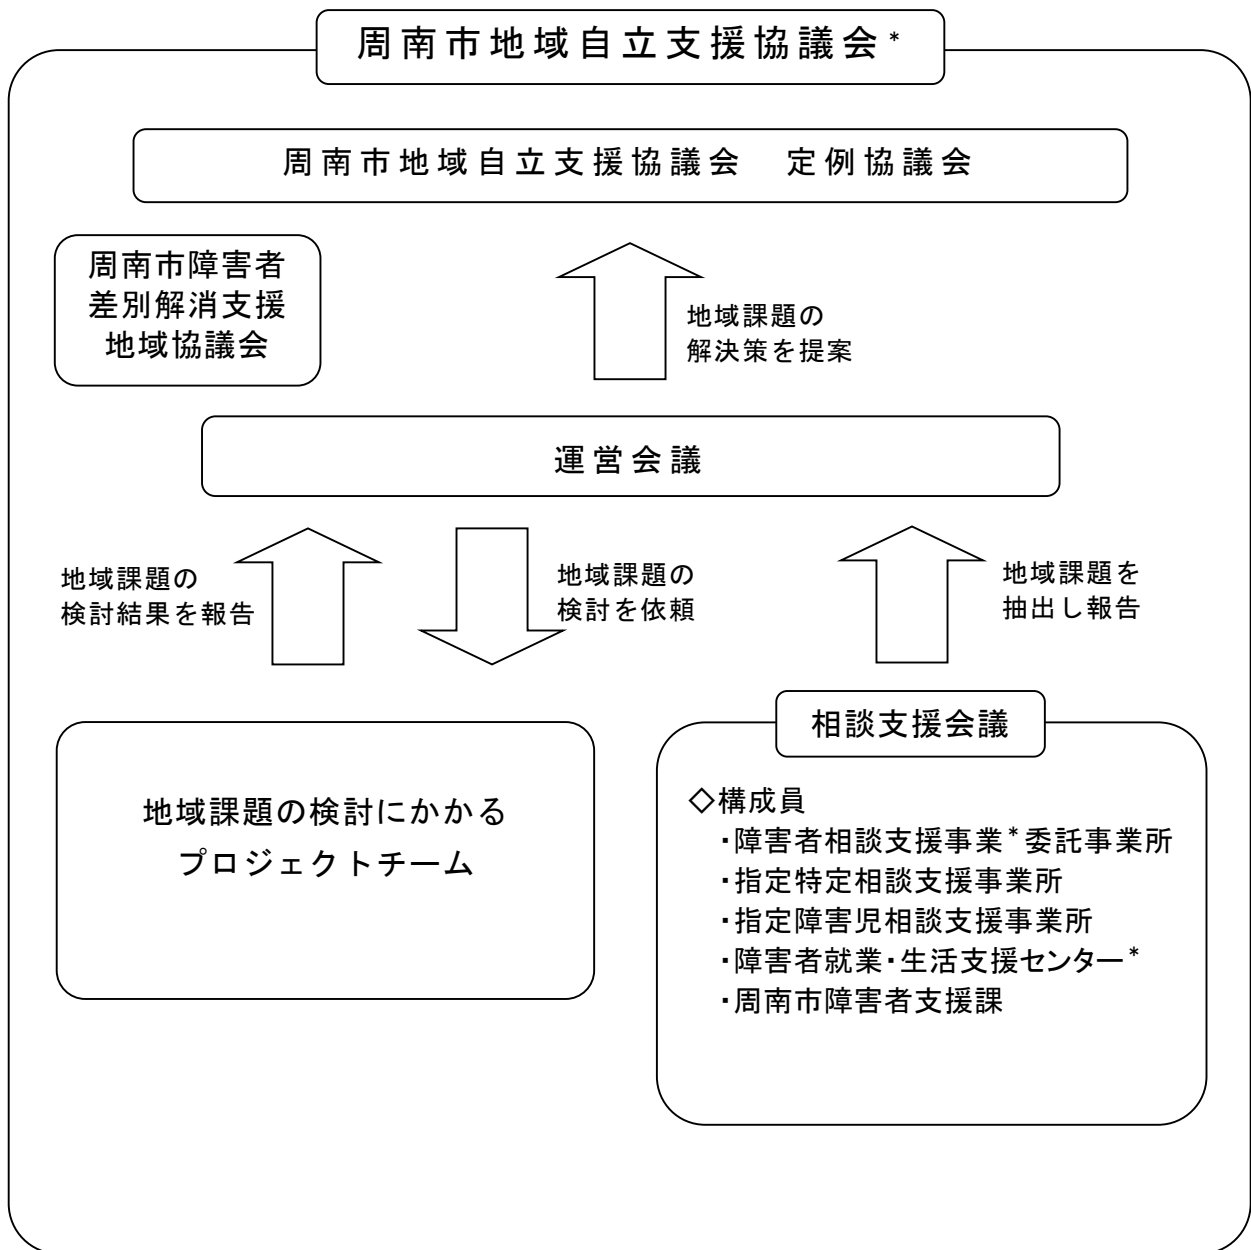 周南市地域自立支援協議会*
周南市地域自立支援協議会　定例協議会
周南市障害者
差別解消支援
地域協議会
地域課題の
解決策を提案
運営会議
地域課題の
検討結果を報告
地域課題の
検討を依頼
地域課題を
抽出し報告
地域課題の検討にかかる
プロジェクトチーム
相談支援会議
◇構成員
・障害者相談支援事業*委託事業所
・指定特定相談支援事業所
・指定障害児相談支援事業所
・障害者就業・生活支援センター*
・周南市障害者支援課